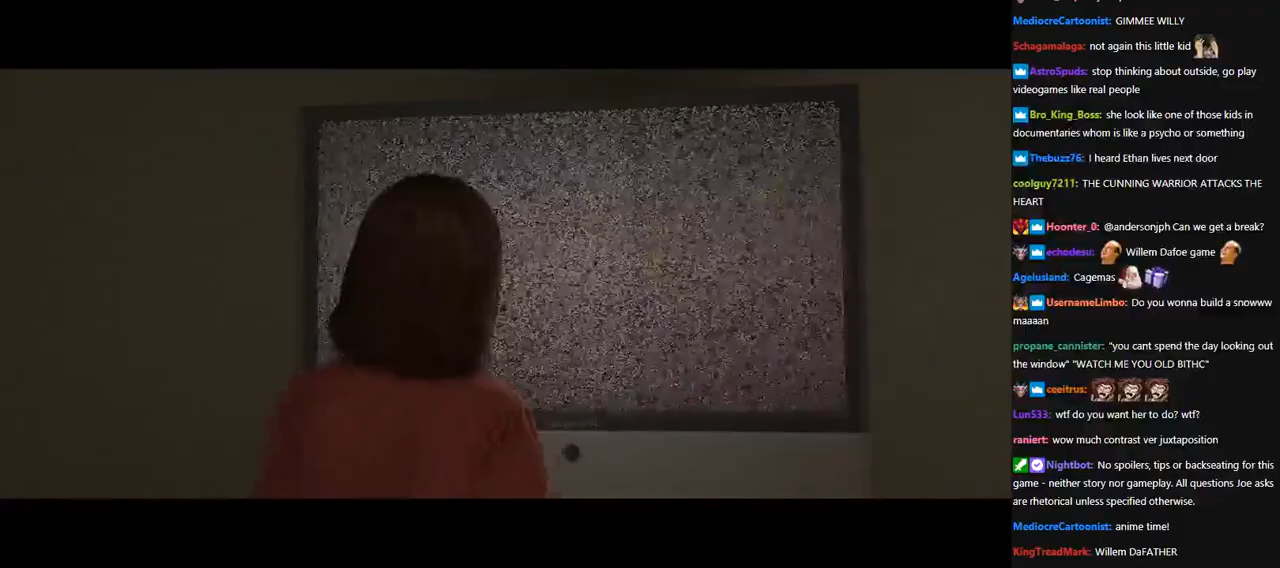 MediocreCartoonist: GIMMEE WILLY
Schagamalaga: not again this little kid
AstroSpuds: stop thinking about outside, go play
videogames like real people
Bro_King_Boss: she look like one of those kids in
documentaries whom is like a psycho or something
Thebuzz76: I heard Ethan lives next door
coolguy7211: THE CUNNING WARRIOR ATTACKS THE
HEART
Hoonter_0: @andersonjph Can we get a break?
echodesu: Willem Dafoe game
Ageiusland: Cagemas
UsernameLimbo: Do you wonna build a snowww
maaaan
propane_cannister: "you cant spend the day looking out
the window" "WATCH ME YOU OLD BITHC"
ceeitrus:
Lun533: wtf do you want her to do? wtf?
raniert: wow much contrast ver juxtaposition
Nightbot: No spoilers, tips or backseating for this
game - neither story nor gameplay. All questions Joe asks
are rhetorical unless specified otherwise.
MediocreCartoonist: anime time!
KingTreadMark: Willem DaFATHER